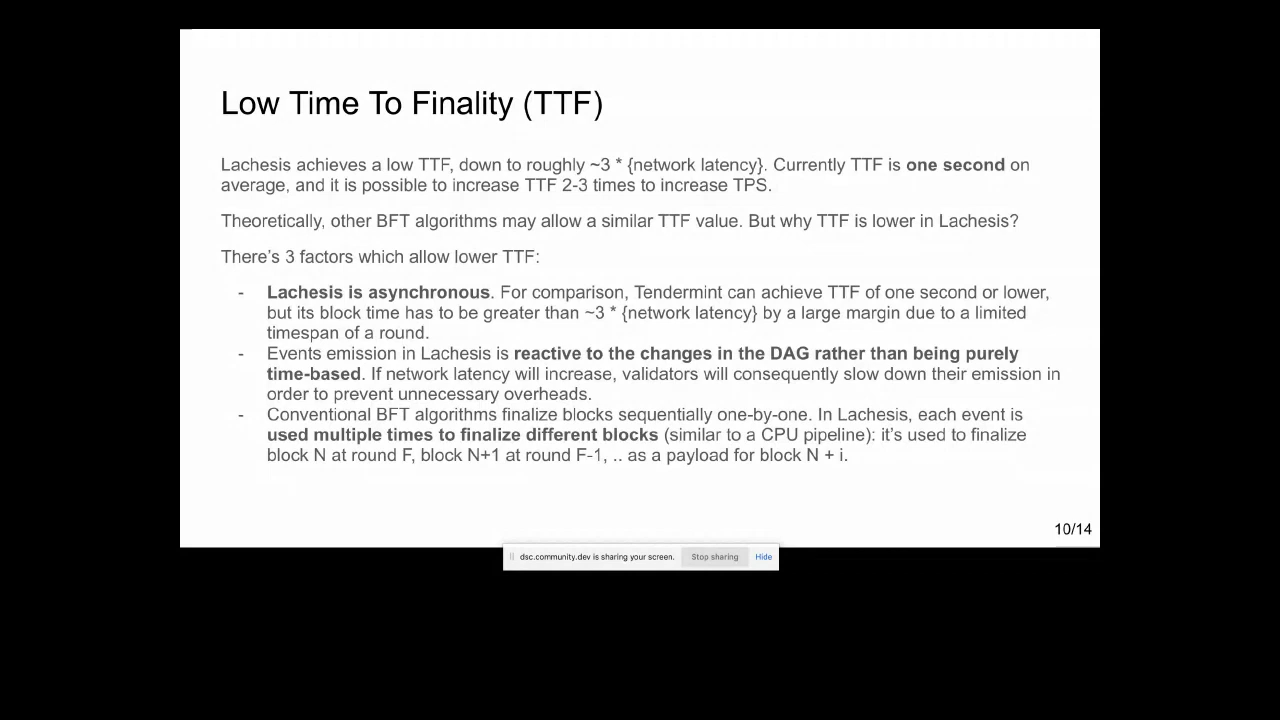 Low Time To Finality (TTF)
Lachesis achieves a low TTF, down to roughly ~3 * {network latency}. Currently TTF is one second on
average, and it is possible to increase TTF 2-3 times to increase TPS.
Theoretically, other BFT algorithms may allow a similar TTF value. But why TTF is lower in Lachesis?
There's 3 factors which allow lower TTF:
- Lachesis is asynchronous. For comparison, Tendermint can achieve TTF of one second or lower,
but its block time has to be greater than ~3 * {network latency} by a large margin due to a limited
timespan of a round.
- Events emission in Lachesis is reactive to the changes in the DAG rather than being purely
time-based. If network latency will increase, validators will consequently slow down their emission in
order to prevent unnecessary overheads.
- Conventional BFT algorithms finalize blocks sequentially one-by-one. In Lachesis, each event is
used multiple times to finalize different blocks (similar to a CPU pipeline): it's used to finalize
block N at round F, block N+1 at round F-1, .. as a payload for block N + i.
10/14
dsc.community.dev is sharing your screen. Stop sharing Hide